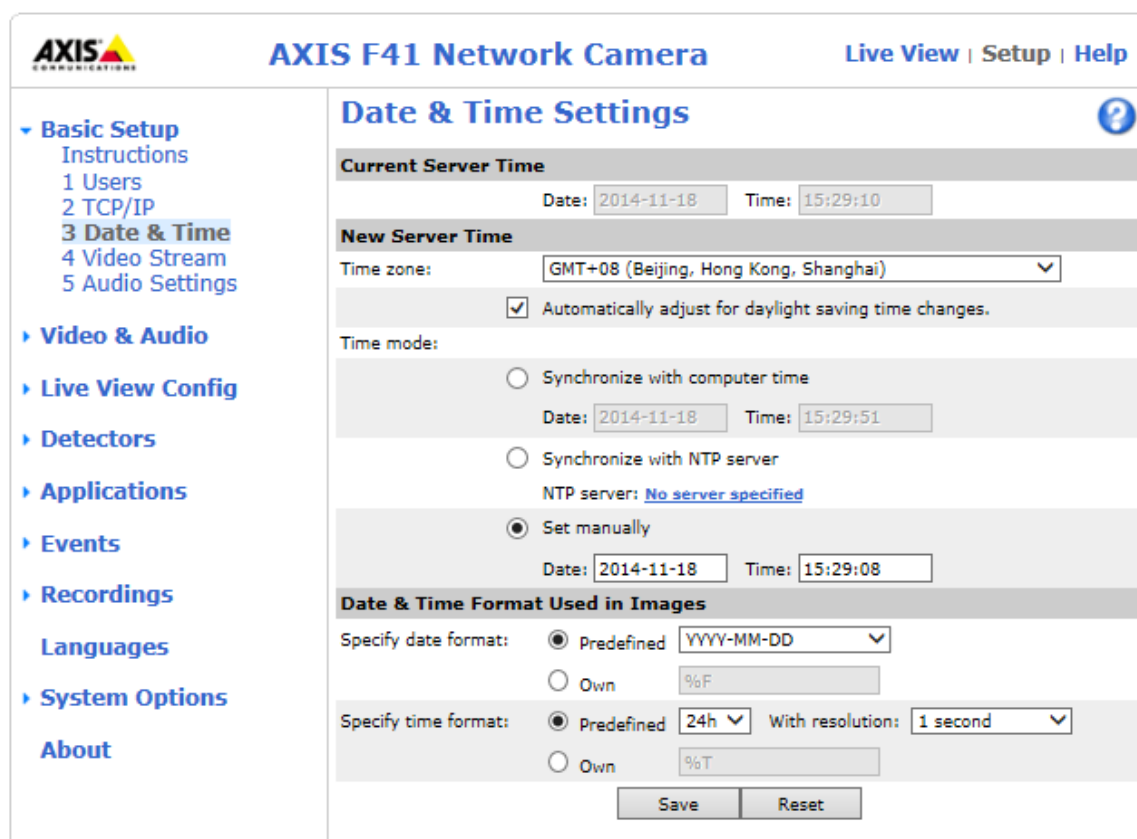 AXIS
COMMUNICATIONS
AXIS F41 Network Camera
Live View | Setup | Help
Basic Setup
Instructions
1 Users
2 TCP/IP
3 Date & Time
4 Video Stream
5 Audio Settings
Video & Audio
Live View Config
Detectors
Applications
Events
Recordings
Languages
System Options
About
Date & Time Settings
?
Current Server Time
Date: 2014-11-18 Time: 15:29:10
New Server Time
Time zone: GMT+08 (Beijing, Hong Kong, Shanghai)
Automatically adjust for daylight saving time changes.
Time mode:
Synchronize with computer time
Date: 2014-11-18 Time: 15:29:51
Synchronize with NTP server
NTP server: No server specified
Set manually
Date: 2014-11-18 Time: 15:29:08
Date & Time Format Used in Images
Specify date format: Predefined YYYY-MM-DD
Own %F
Specify time format: Predefined 24h With resolution: 1 second
Own %T
Save Reset